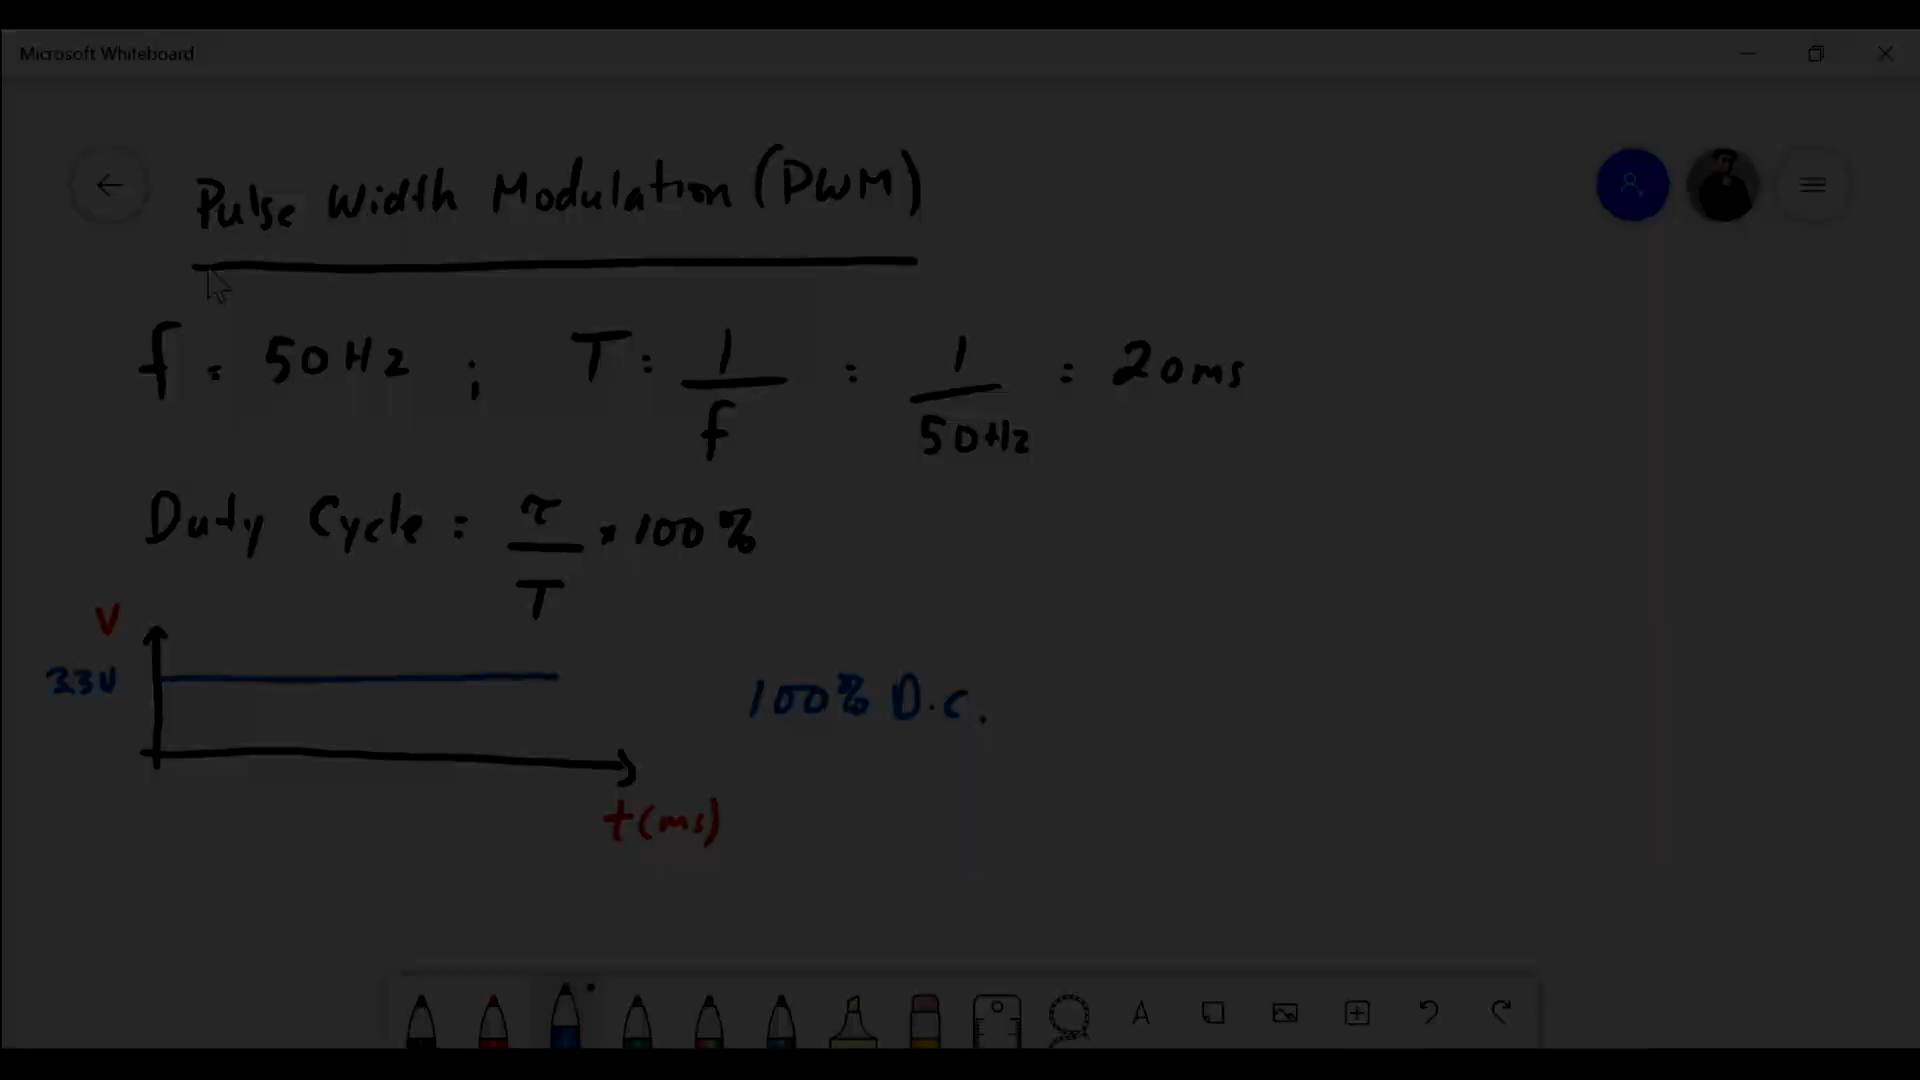 Microsoft Whiteboard
Pulse Width Modulation (PWM)
f = 50Hz ; T = 1/f = 1/50Hz = 20ms
Duty Cycle = τ/T * 100%
V
3.3V
100% D.C.
t(ms)